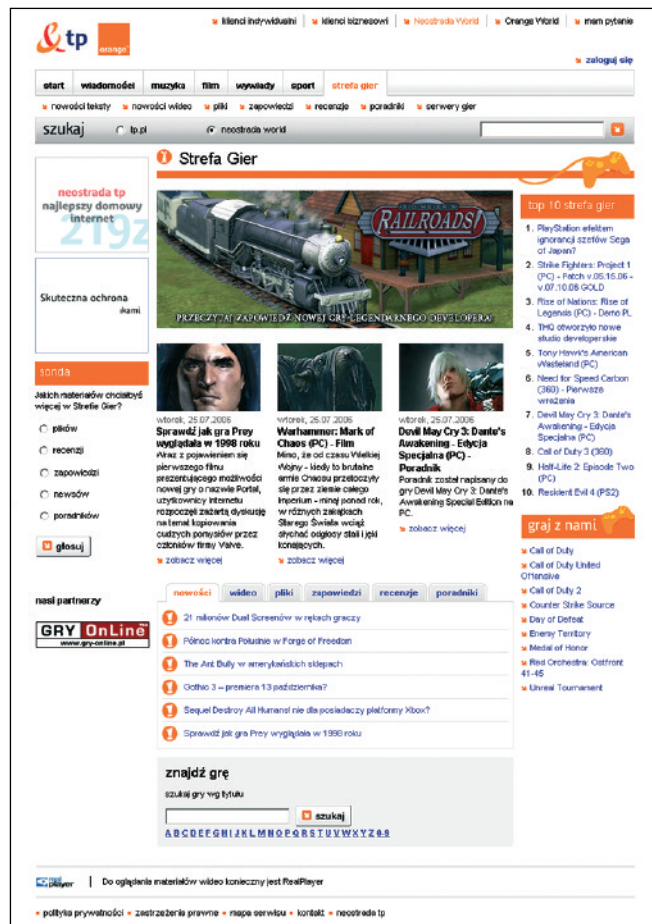 klienci indywidualni | klienci biznesowi | Neostrada World | Orange World | mam pytanie
& tp orange™
zaloguj się
start wiadomości muzyka film wywiady sport strefa gier
nowości teksty nowości wideo pliki zapowiedzi recenzje poradniki serwery gier
szukaj tp.pl neostrada world
neostrada tp
najlepszy domowy
internet
219z
Skuteczna ochrona
sonda
Jakich materiałów chciałbyś
więcej w Strefie Gier?
plików
recenzji
zapowiedzi
newsów
poradników
głosuj
nasi partnerzy
GRY OnLine
www.gry-online.pl
Strefa Gier
RAILROADS!
PRZECZYTAJ ZAPOWIEDŹ NOWEJ GRY LEGENDARNEGO DEVELOPERA!
wtorek, 25.07.2006
Sprawdź jak gra Prey
wyglądała w 1998 roku
Wraz z pojawieniem się
pierwszego filmu
prezentującego możliwości
nowej gry o nazwie Portal,
użytkownicy Internetu
rozpoczęli zażartą dyskusję
na temat kopiowania
cudzych pomysłów przez
członków firmy Valve.
zobacz więcej
wtorek, 25.07.2006
Warhammer: Mark of
Chaos (PC) - Film
Mimo, że od czasu Wielkiej
Wojny - kiedy to brutalne
armie Chaosu przetoczyły
się przez ziemie całego
Imperium - minął ponad rok,
w różnych zakątkach
Starego Świata wciąż
słychać odgłosy stali i jęki
konających.
zobacz więcej
wtorek, 25.07.2006
Devil May Cry 3: Dante's
Awakening - Edycja
Specjalna (PC) -
Poradnik
Poradnik został napisany do
gry Devil May Cry 3: Dante's
Awakening Special Edition na
PC.
zobacz więcej
nowości wideo pliki zapowiedzi recenzje poradniki
21 milionów Dual Screenów w rękach graczy
Północ kontra Południe w Forge of Freedom
The Ant Bully w amerykańskich sklepach
Gothic 3 – premiera 13 października?
Sequel Destroy All Humans! nie dla posiadaczy platformy Xbox?
Sprawdź jak gra Prey wyglądała w 1998 roku
znajdź grę
szukaj gry wg tytułu
szukaj
A B C D E F G H I J K L M N O P Q R S T U V W X Y Z 0-9
top 10 strefa gier
1. PlayStation efektem
ignorancji szefów Sega
of Japan?
2. Strike Fighters: Project 1
(PC) - Patch v.05.15.06 -
v.07.10.06 GOLD
3. Rise of Nations: Rise of
Legends (PC) - Demo PL
4. THQ otworzyło nowe
studio developerskie
5. Tony Hawk's American
Wasteland (PC)
6. Need for Speed Carbon
(360) - Pierwsze
wrażenia
7. Devil May Cry 3: Dante's
Awakening - Edycja
Specjalna (PC)
8. Call of Duty 3 (360)
9. Half-Life 2: Episode Two
(PC)
10. Resident Evil 4 (PS2)
graj z nami
Call of Duty
Call of Duty United
Offensive
Call of Duty 2
Counter Strike Source
Day of Defeat
Enemy Territory
Medal of Honor
Red Orchestra: Ostfront
41-45
Unreal Tournament
real player | Do oglądania materiałów wideo konieczny jest RealPlayer
polityka prywatności zastrzeżenia prawne mapa serwisu kontakt neostrada tp